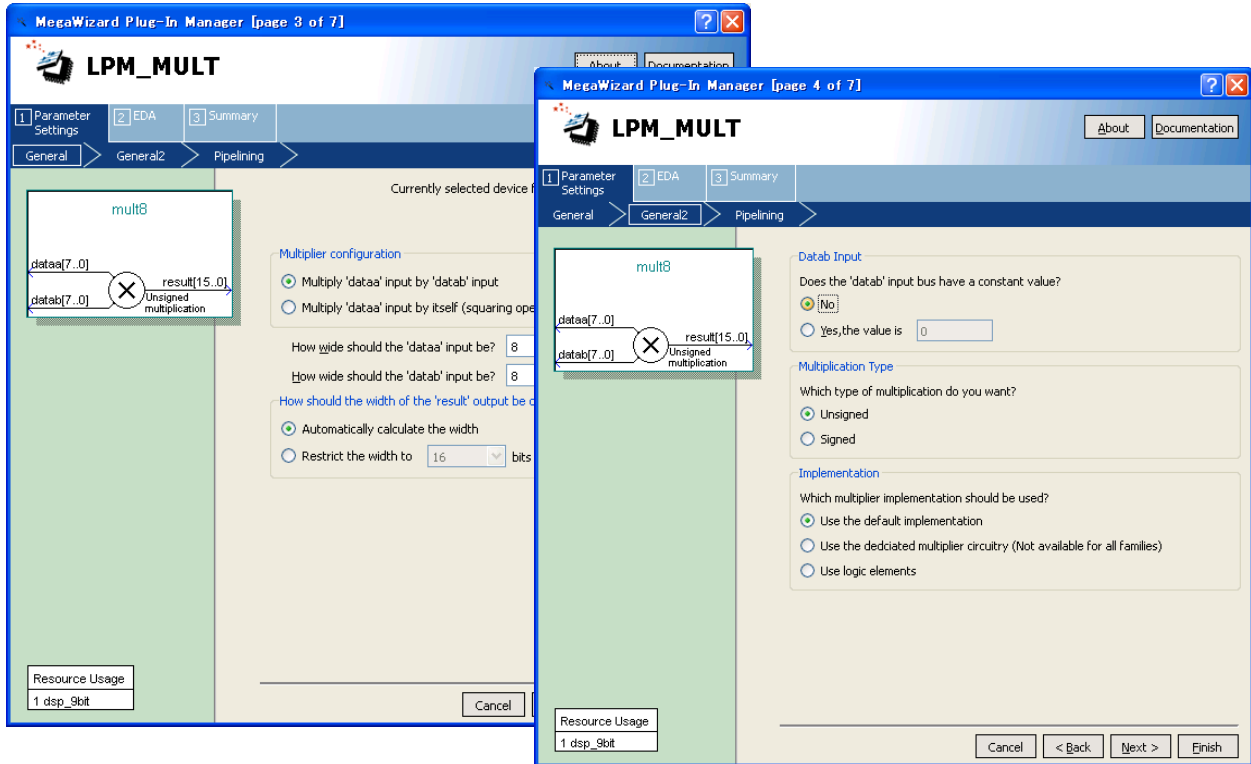 MegaWizard Plug-In Manager [page 3 of 7]
LPM_MULT
About
Documentation
1 Parameter Settings
2 EDA
3 Summary
General
General2
Pipelining
Currently selected device f
mult8
dataa[7..0]
result[15..0]
datab[7..0]
Unsigned
multiplication
Multiplier configuration
Multiply 'dataa' input by 'datab' input
Multiply 'dataa' input by itself (squaring ope
How wide should the 'dataa' input be? 8
How wide should the 'datab' input be? 8
How should the width of the 'result' output be
Automatically calculate the width
Restrict the width to 16 bits
Resource Usage
1 dsp_9bit
Cancel
MegaWizard Plug-In Manager [page 4 of 7]
LPM_MULT
About
Documentation
1 Parameter Settings
2 EDA
3 Summary
General
General2
Pipelining
mult8
dataa[7..0]
result[15..0]
datab[7..0]
Unsigned
multiplication
Datab Input
Does the 'datab' input bus have a constant value?
No
Yes,the value is 0
Multiplication Type
Which type of multiplication do you want?
Unsigned
Signed
Implementation
Which multiplier implementation should be used?
Use the default implementation
Use the dedciated multiplier circuitry (Not available for all families)
Use logic elements
Resource Usage
1 dsp_9bit
Cancel
< Back
Next >
Finish